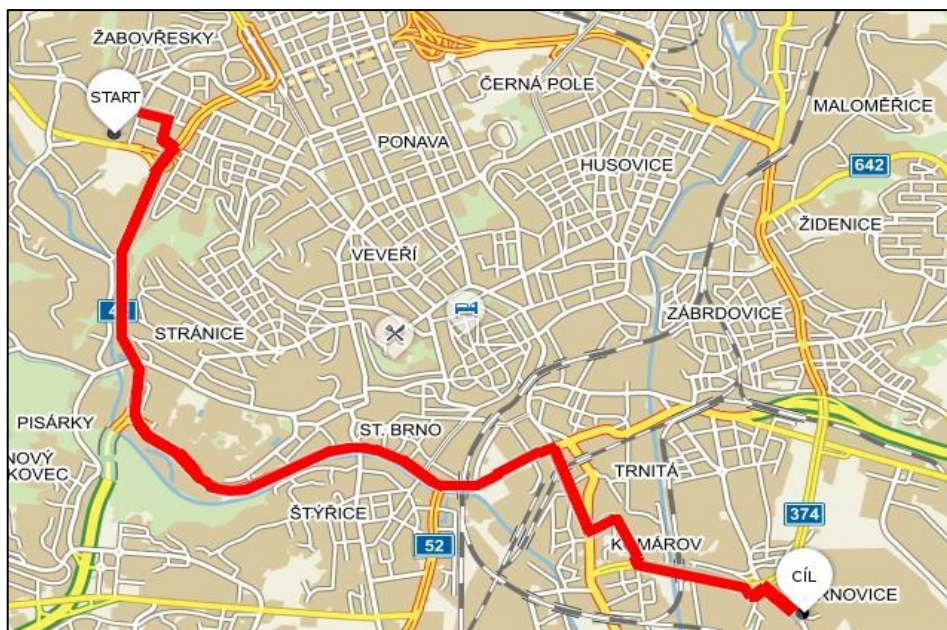 ŽABOVŘESKY
START
ČERNÁ POLE
MALOMĚŘICE
PONAVA
HUSOVICE
642
ŽIDENICE
VEVEŘÍ
ZÁBRDOVICE
STRÁNICE
PISÁRKY
ST. BRNO
NOVÝ
KOVEC
TRNITÁ
ŠTÝŘICE
374
52
CÍL
RNOVICE